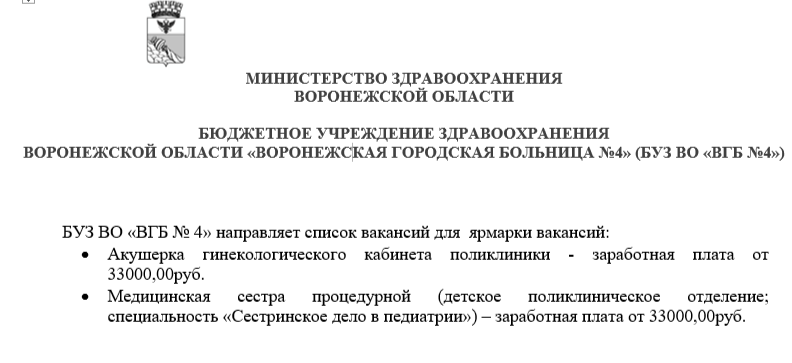 МИНИСТЕРСТВО ЗДРАВООХРАНЕНИЯ
ВОРОНЕЖСКОЙ ОБЛАСТИ
БЮДЖЕТНОЕ УЧРЕЖДЕНИЕ ЗДРАВООХРАНЕНИЯ
ВОРОНЕЖСКОЙ ОБЛАСТИ «ВОРОНЕЖСКАЯ ГОРОДСКАЯ БОЛЬНИЦА №4» (БУЗ ВО «ВГБ №4»)
БУЗ ВО «ВГБ № 4» направляет список вакансий для ярмарки вакансий:
• Акушерка гинекологического кабинета поликлиники - заработная плата от
33000,00руб.
• Медицинская сестра процедурной (детское поликлиническое отделение;
специальность «Сестринское дело в педиатрии») – заработная плата от 33000,00руб.